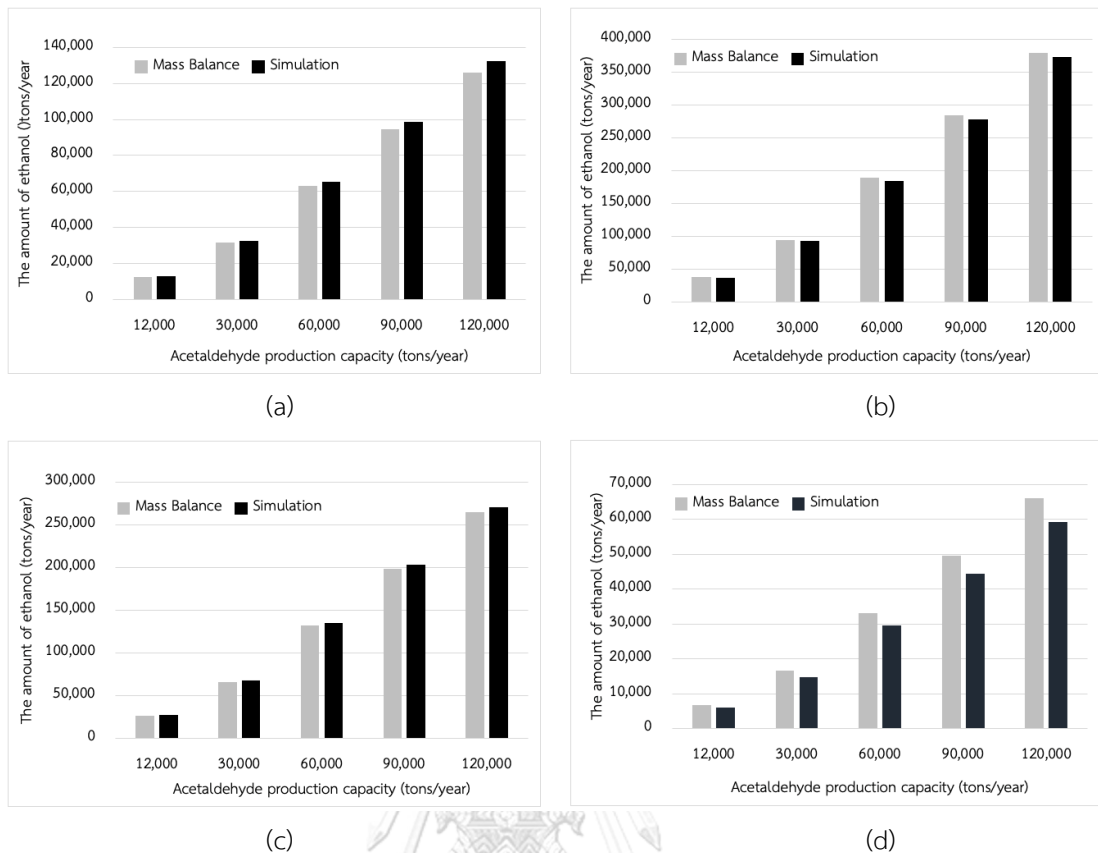 The amount of ethanol ()tons/year
140,000
120,000
100,000
80,000
60,000
40,000
20,000
0
Mass Balance Simulation
12,000 30,000 60,000 90,000 120,000
Acetaldehyde production capacity (tons/year)
(a)
The amount of ethanol (tons/year)
400,000
350,000
300,000
250,000
200,000
150,000
100,000
50,000
0
Mass Balance Simulation
12,000 30,000 60,000 90,000 120,000
Acetaldehyde production capacity (tons/year)
(b)
The amount of ethanol (tons/year)
300,000
250,000
200,000
150,000
100,000
50,000
0
Mass Balance Simulation
12,000 30,000 60,000 90,000 120,000
Acetaldehyde production capacity (tons/year)
(c)
The amount of ethanol (tons/year)
70,000
60,000
50,000
40,000
30,000
20,000
10,000
0
Mass Balance Simulation
12,000 30,000 60,000 90,000 120,000
Acetaldehyde production capacity (tons/year)
(d)